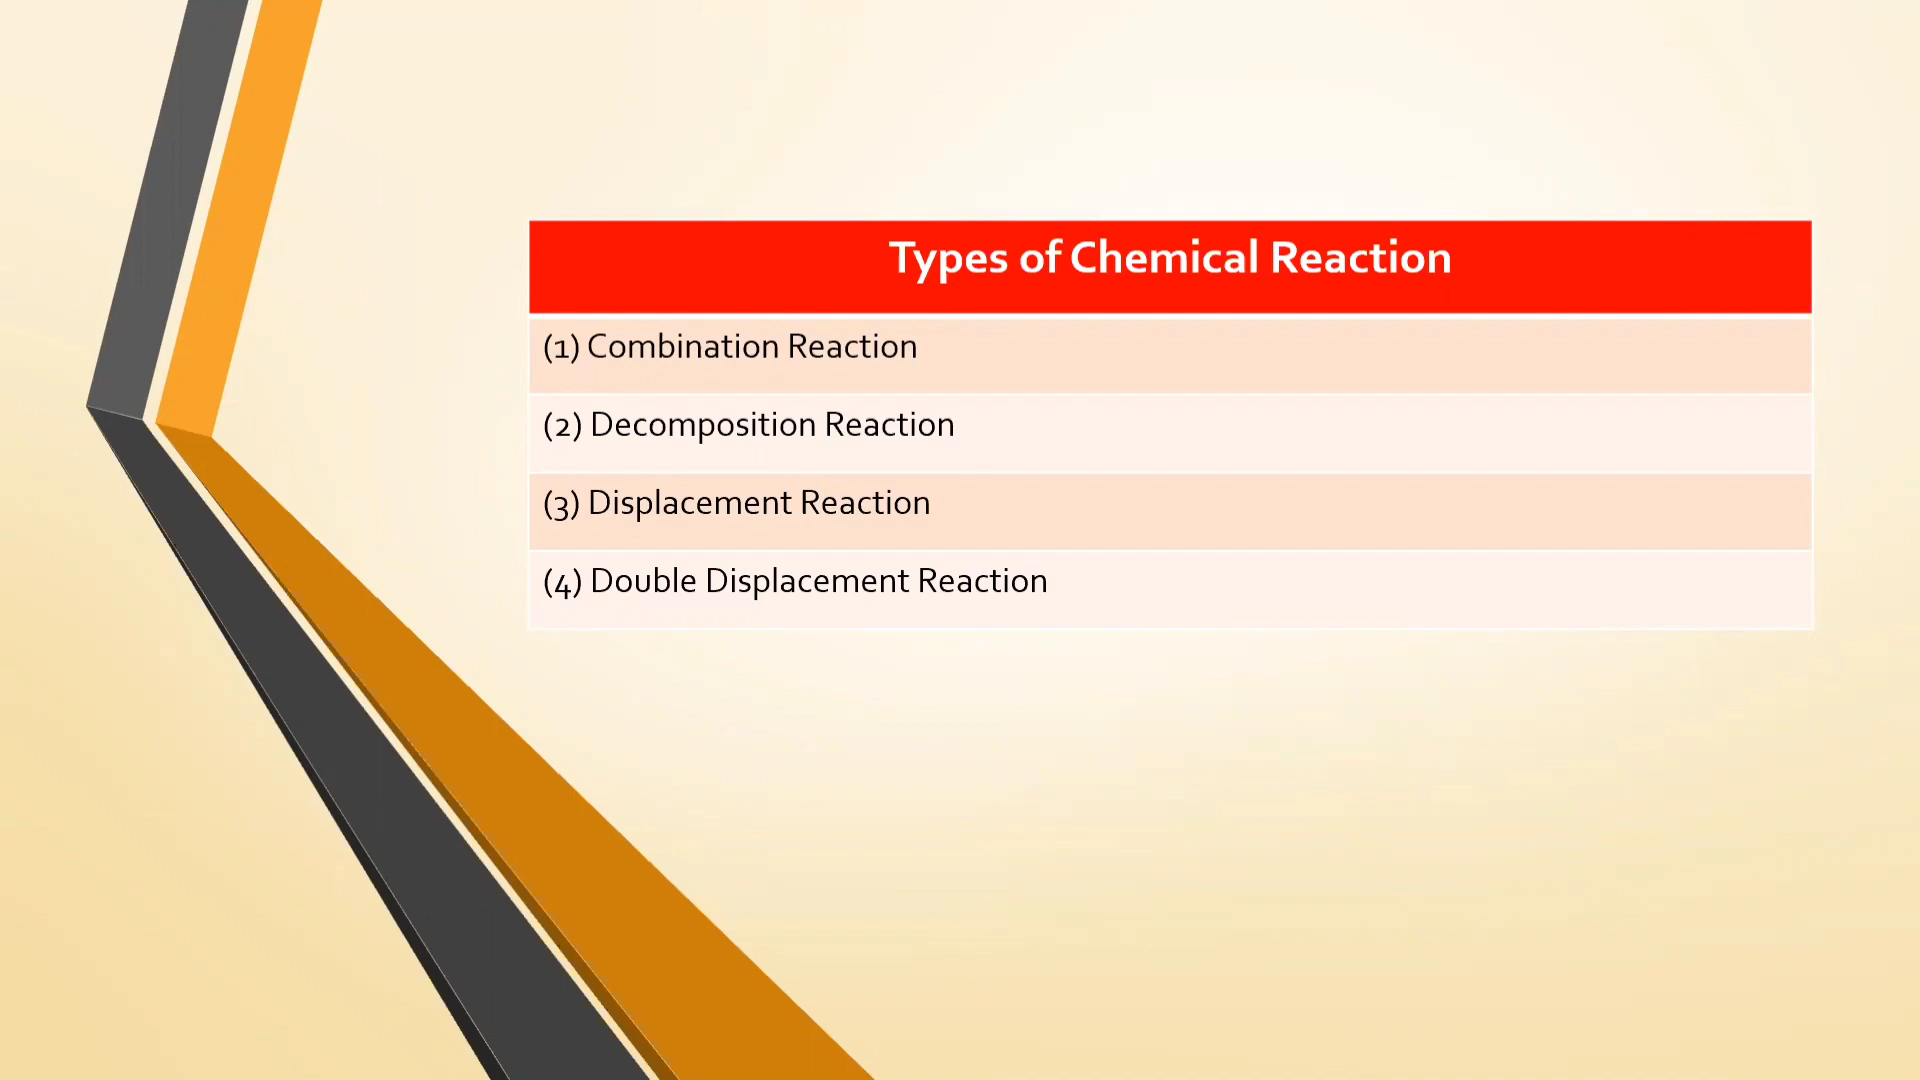 Types of Chemical Reaction
(1) Combination Reaction
(2) Decomposition Reaction
(3) Displacement Reaction
(4) Double Displacement Reaction